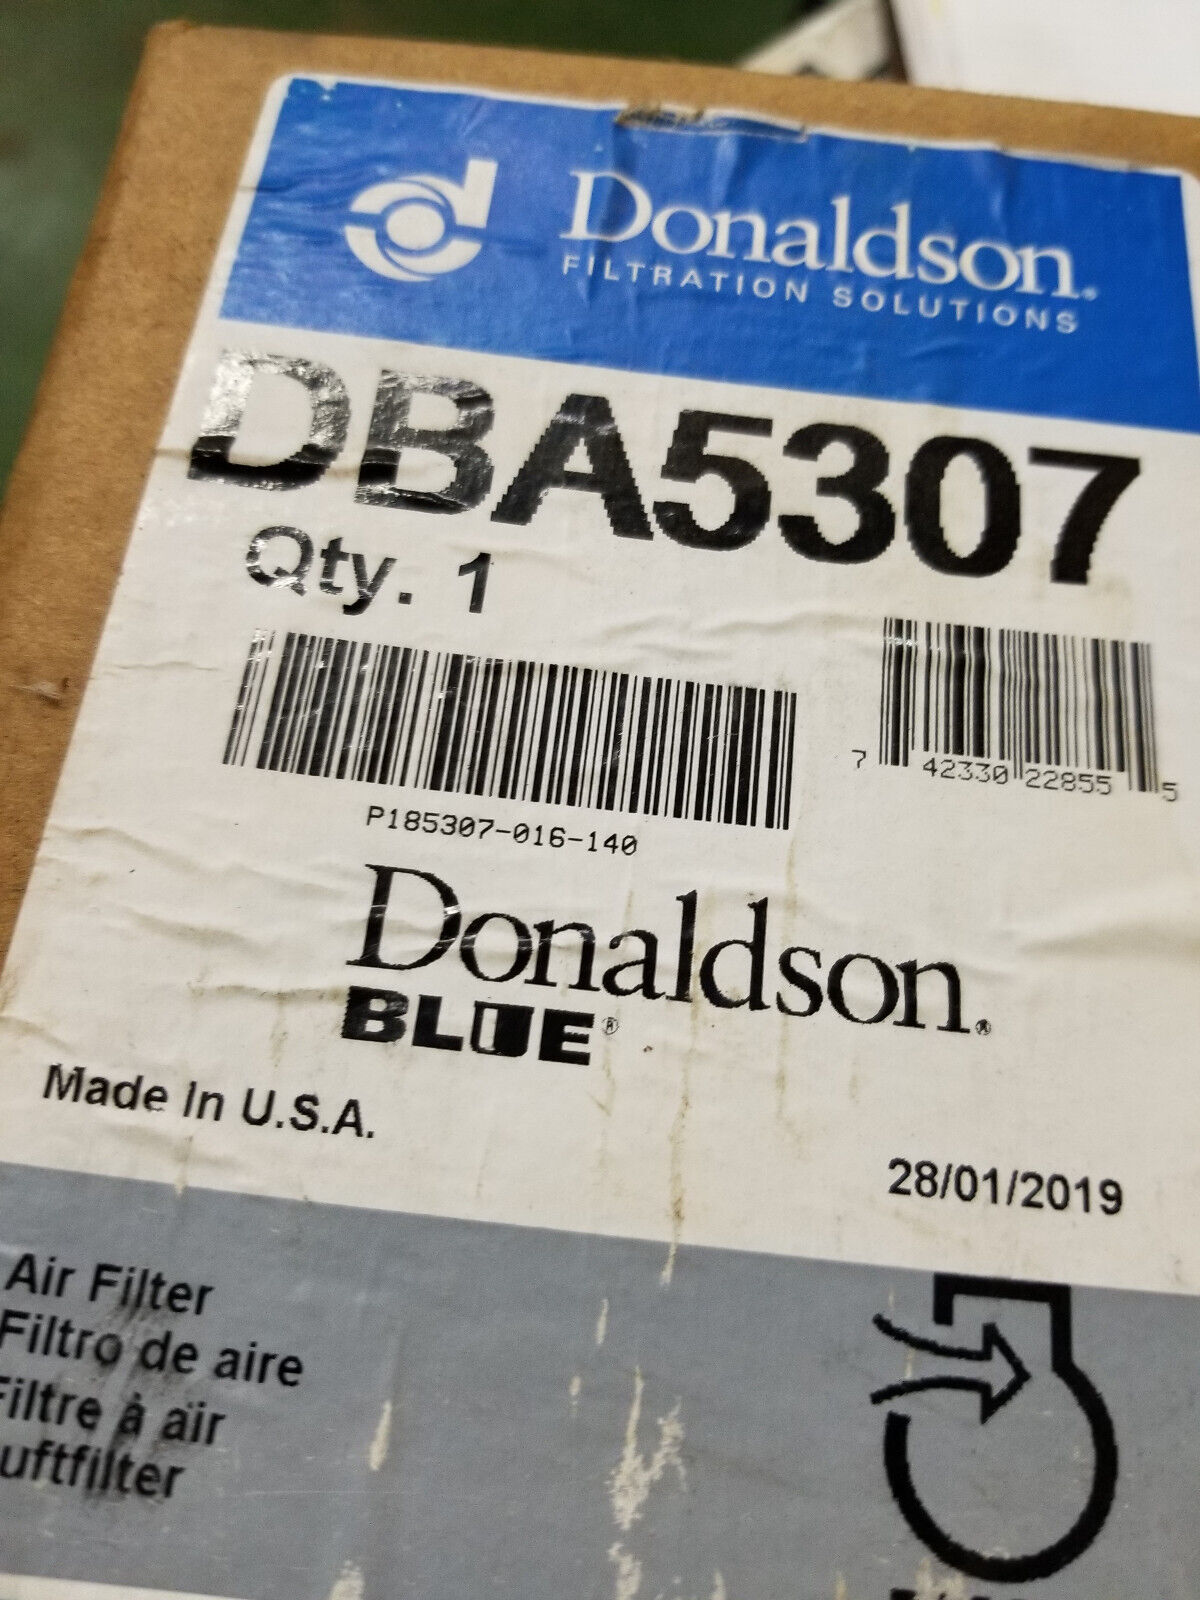 Donaldson®
FILTRATION SOLUTIONS
DBA5307
Qty. 1
P185307-016-140
7 42330 22855 5
Donaldson®
BLUE®
Made In U.S.A.
28/01/2019
Air Filter
Filtro de aire
Filtre à aïr
uftfilter